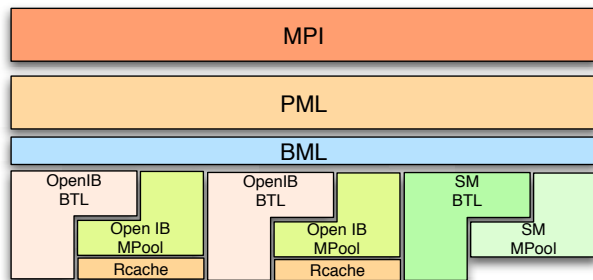 MPI
PML
BML
OpenIB
BTL
Open IB
MPool
Rcache
OpenIB
BTL
Open IB
MPool
Rcache
SM
BTL
SM
MPool